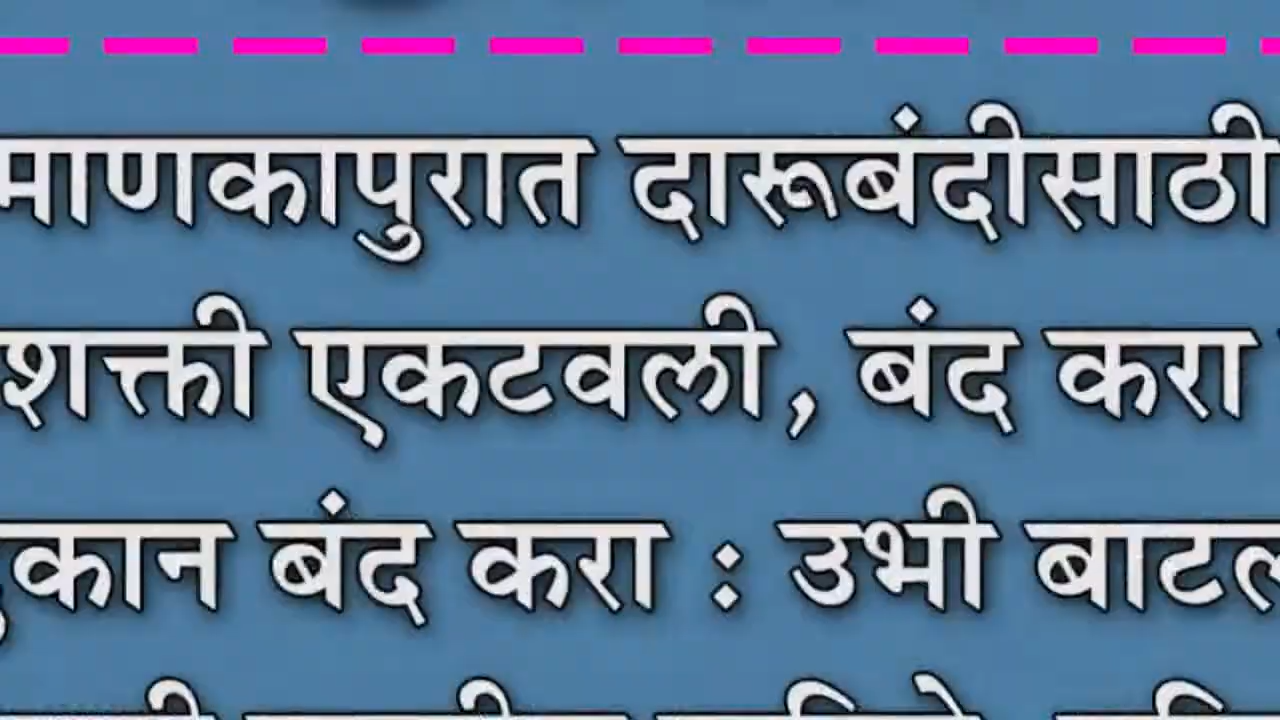 माणकापुरात दारूबंदीसाठी
शक्ती एकटवली, बंद करा
दुकान बंद करा : उभी बाटल